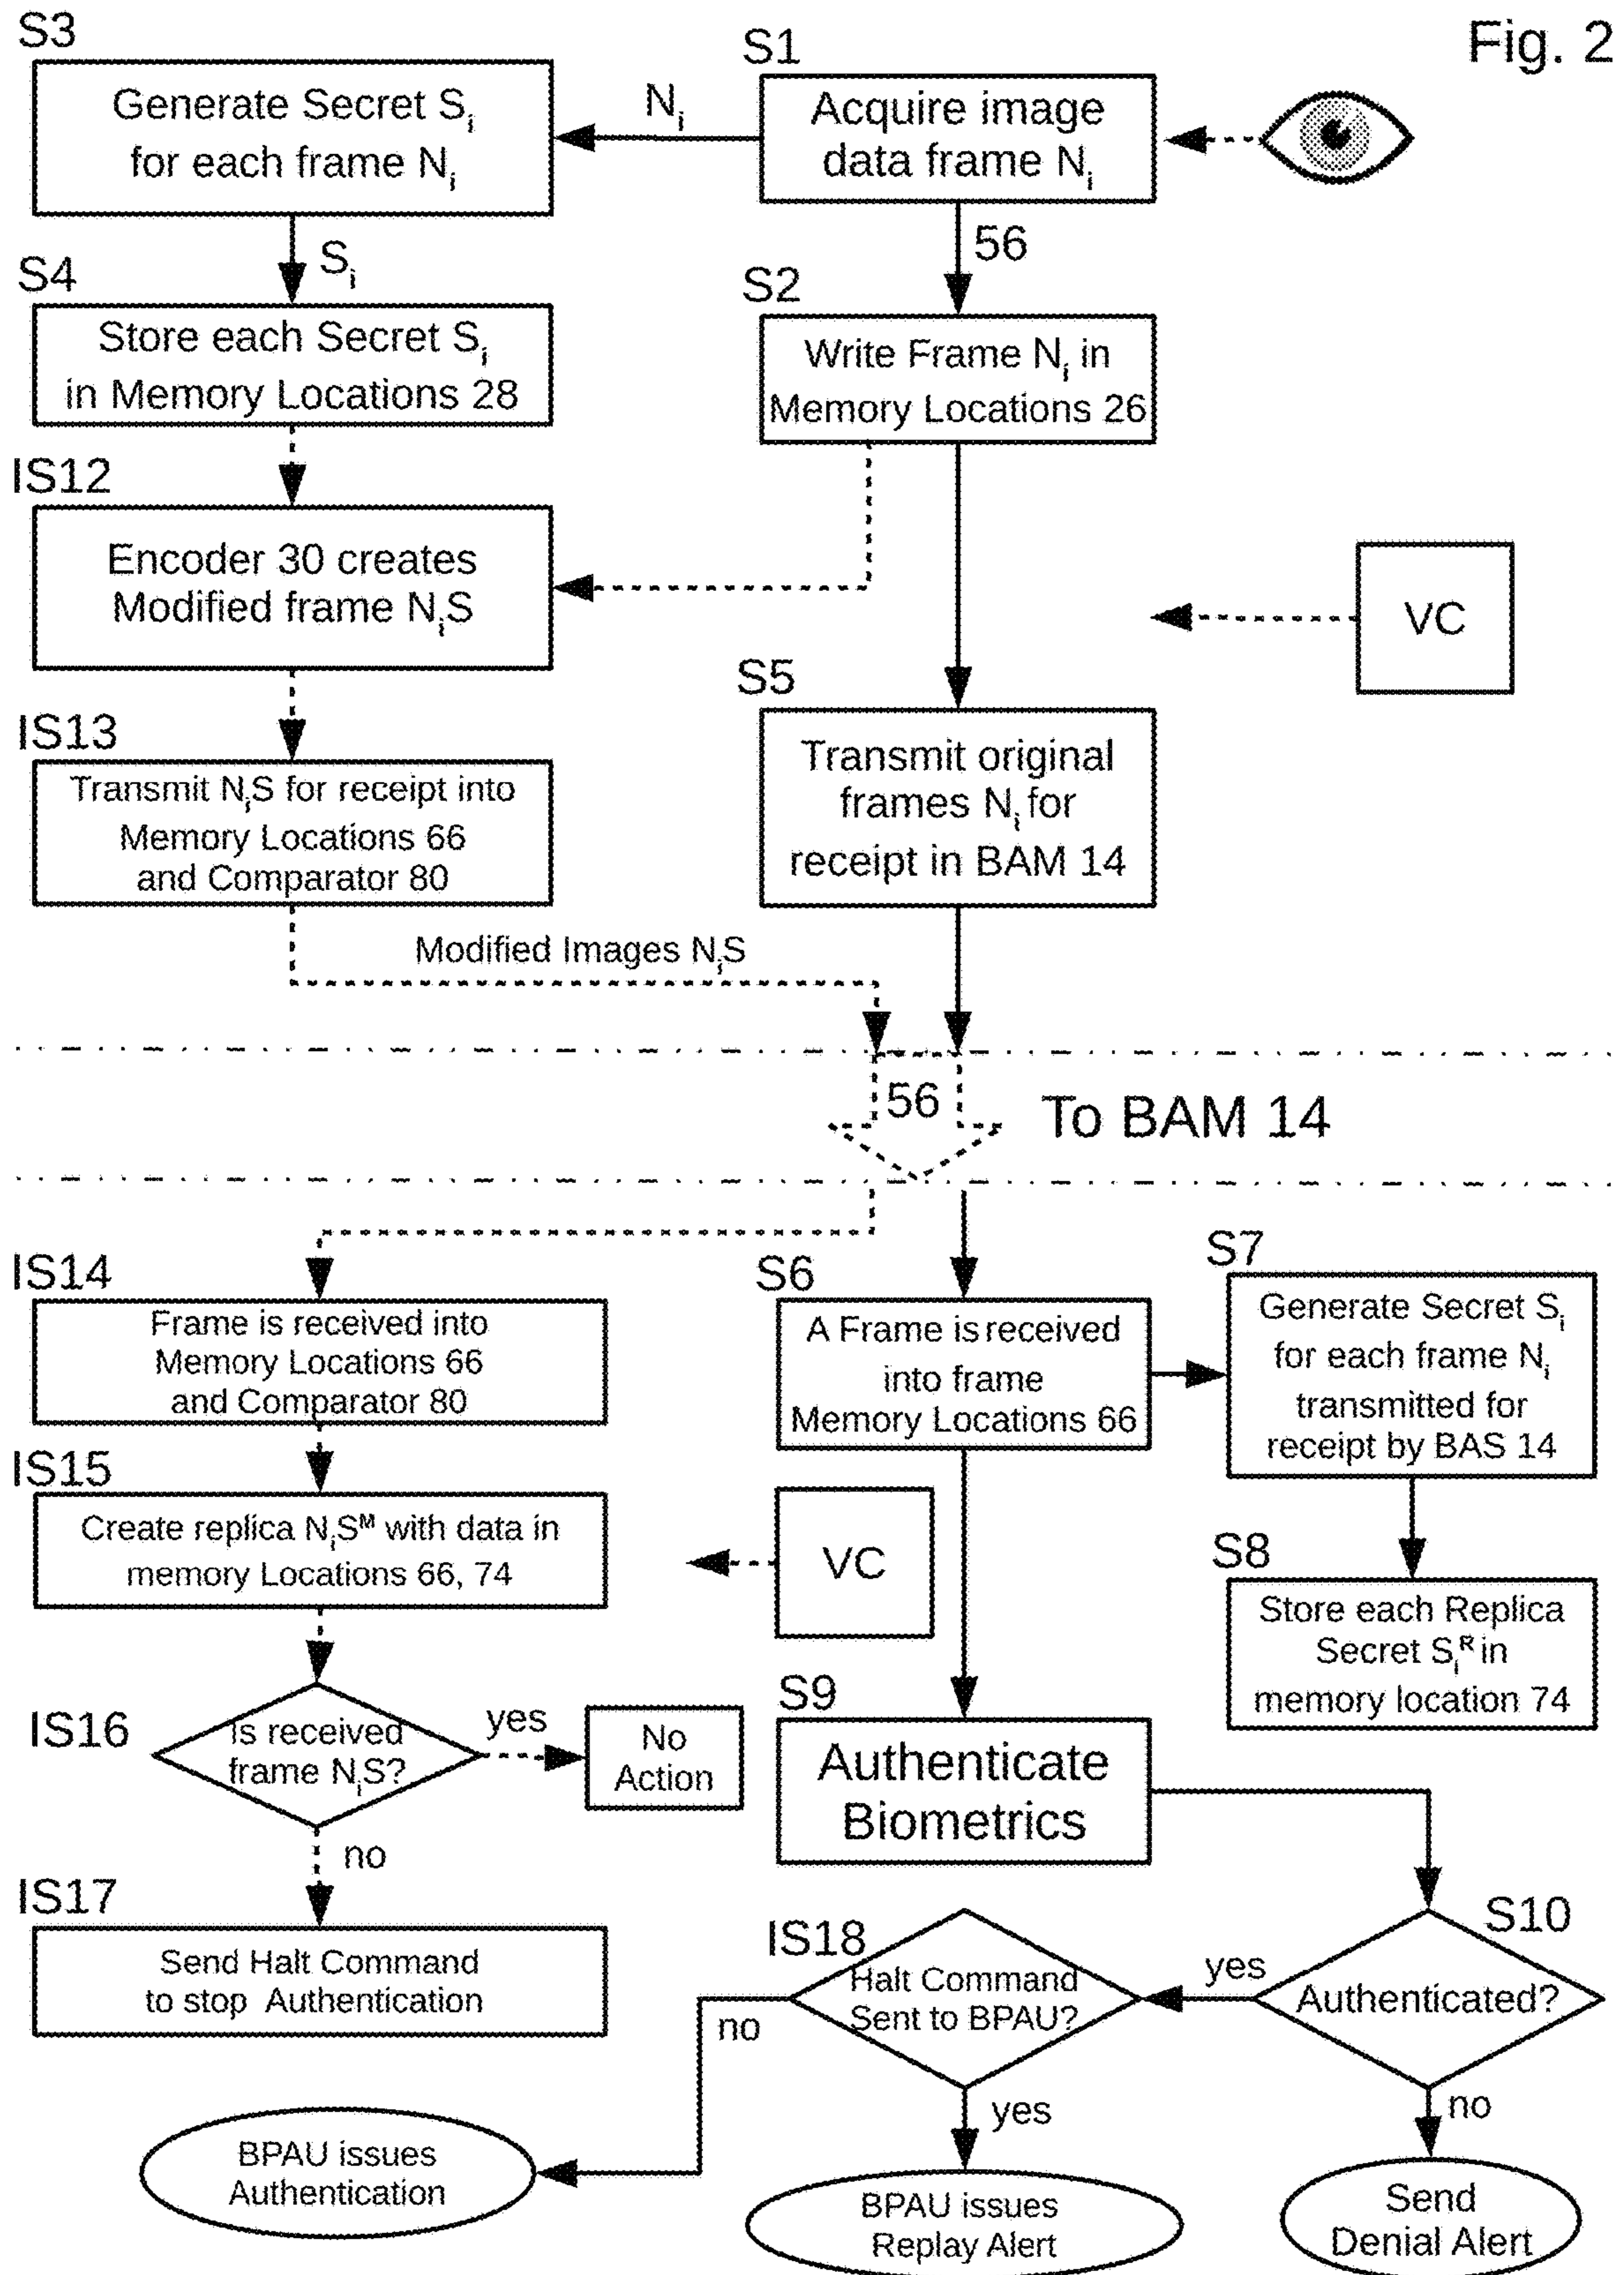 Fig. 2
S3
Generate Secret Si
for each frame Ni
Ni
S1
Acquire image
data frame Ni
Si
56
S4
Store each Secret Si
in Memory Locations 28
S2
Write Frame Ni in
Memory Locations 26
IS12
Encoder 30 creates
Modified frame NiS
VC
IS13
Transmit NiS for receipt into
Memory Locations 66
and Comparator 80
S5
Transmit original
frames Ni for
receipt in BAM 14
Modified Images NiS
56
To BAM 14
IS14
Frame is received into
Memory Locations 66
and Comparator 80
S6
A Frame is received
into frame
Memory Locations 66
S7
Generate Secret Si
for each frame Ni
transmitted for
receipt by BAS 14
IS15
Create replica NiSM with data in
memory Locations 66, 74
VC
S8
Store each Replica
Secret SiR in
memory location 74
IS16
Is received
frame NiS?
yes
No
Action
no
S9
Authenticate
Biometrics
IS17
Send Halt Command
to stop Authentication
IS18
Halt Command
Sent to BPAU?
yes
S10
Authenticated?
no
yes
no
BPAU issues
Authentication
BPAU issues
Replay Alert
Send
Denial Alert